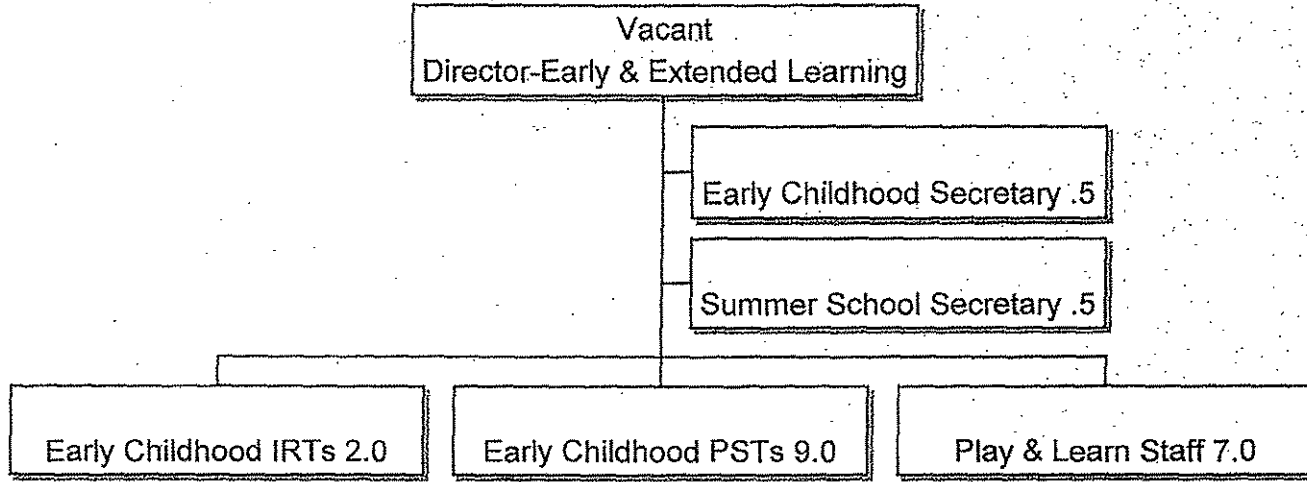 Vacant
Director-Early & Extended Learning
Early Childhood Secretary .5
Summer School Secretary .5
Early Childhood IRTs 2.0
Early Childhood PSTs 9.0
Play & Learn Staff 7.0